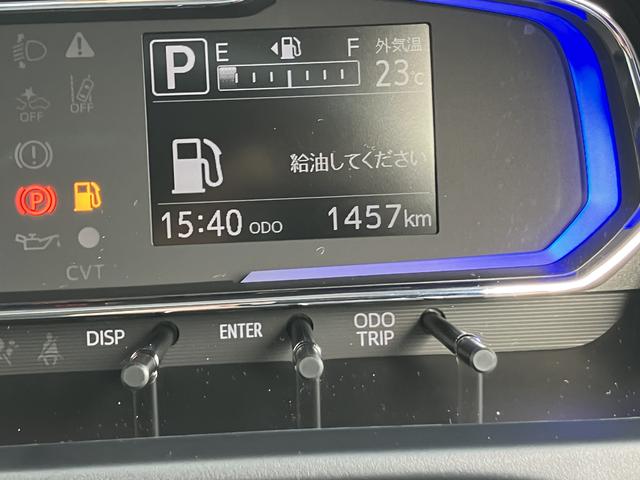 P
E F 外気温
23℃
給油してください
15:40 ODO 1457km
OFF OFF
P
CVT
DISP ENTER ODO
TRIP